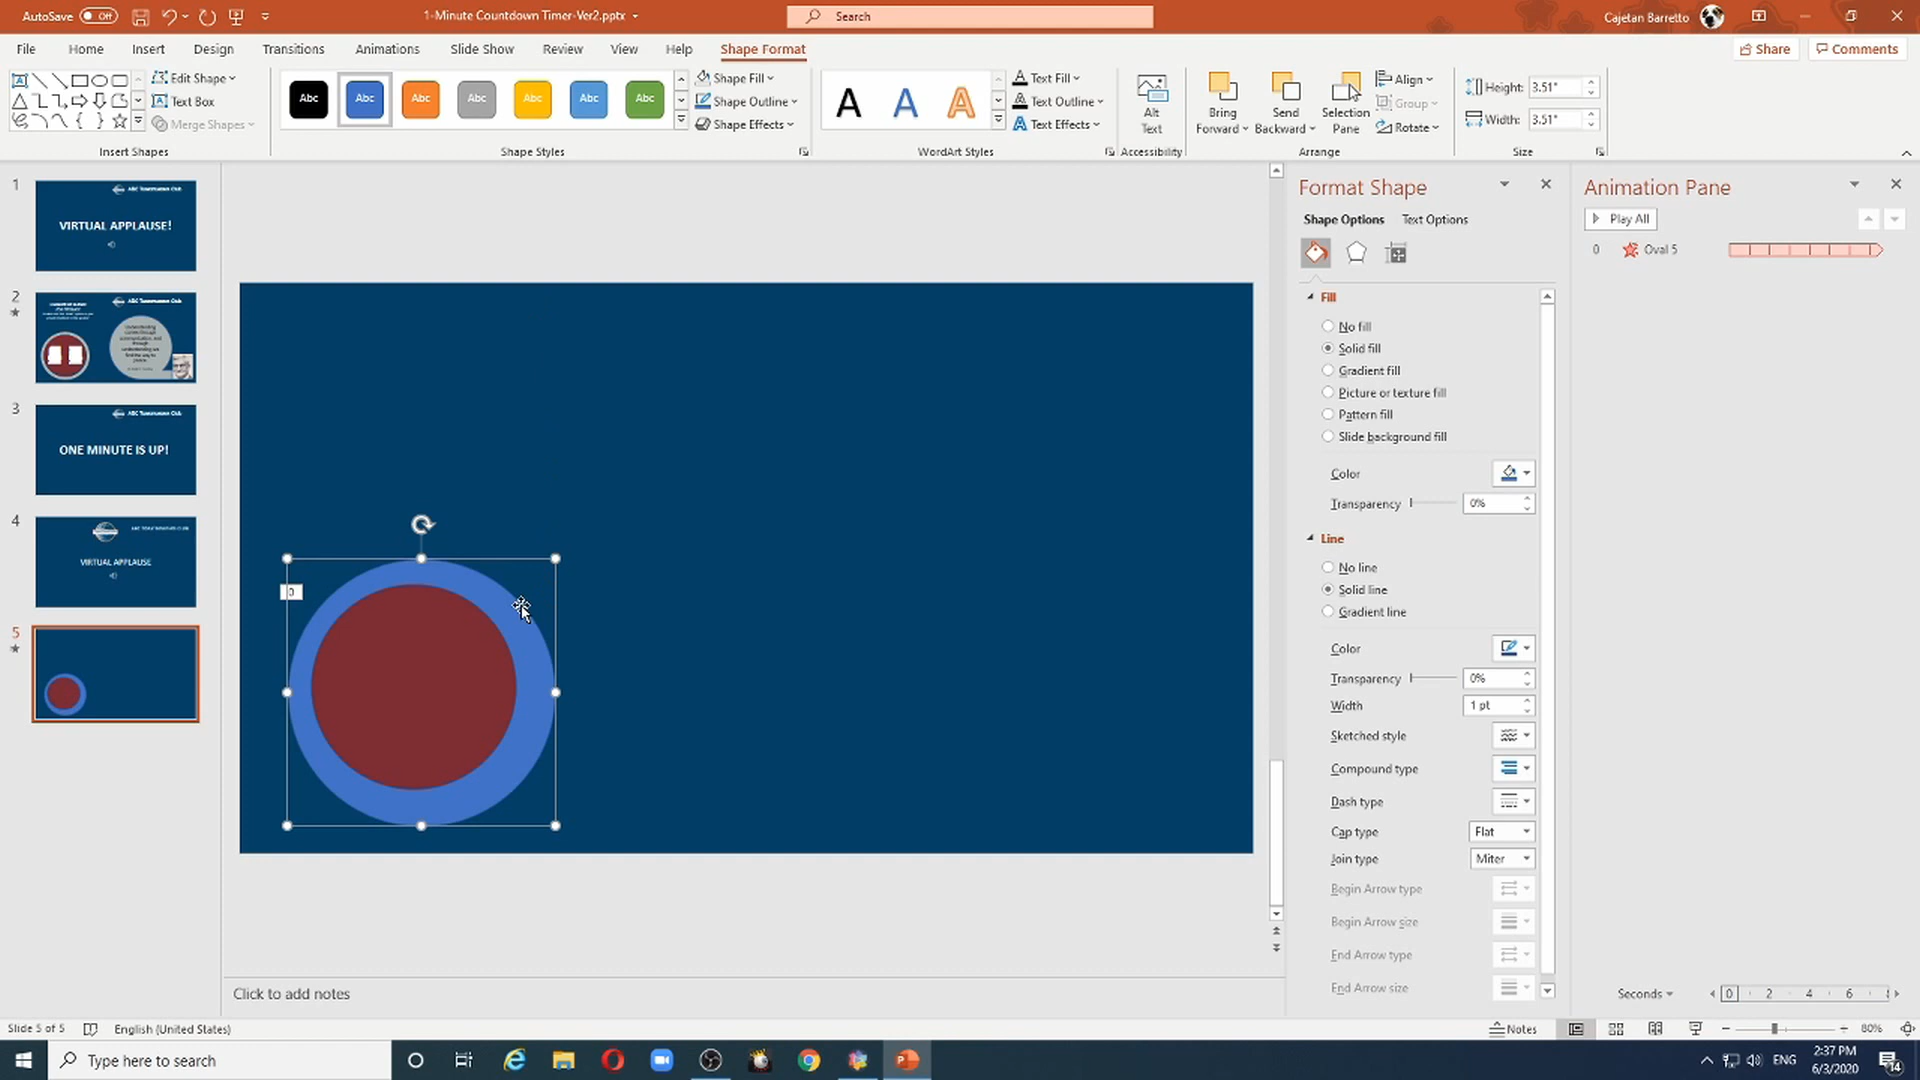 AutoSave Off
1-Minute Countdown Timer-Ver2.pptx
Search
Cajetan Barretto
File Home Insert Design Transitions Animations Slide Show Review View Help Shape Format
Share Comments
Edit Shape
Text Box
Merge Shapes
Insert Shapes
Abc Abc Abc Abc Abc Abc Abc
Shape Fill
Shape Outline
Shape Effects
Shape Styles
A A A
Text Fill
Text Outline
Text Effects
WordArt Styles
Alt Text
Accessibility
Bring Forward
Send Backward
Selection Pane
Align
Group
Rotate
Arrange
Height: 3.51"
Width: 3.51"
Size
1
VIRTUAL APPLAUSE!
2
3
ONE MINUTE IS UP!
4
VIRTUAL APPLAUSE
5
0
Format Shape
Shape Options Text Options
Fill
No fill
Solid fill
Gradient fill
Picture or texture fill
Pattern fill
Slide background fill
Color
Transparency 0%
Line
No line
Solid line
Gradient line
Color
Transparency 0%
Width 1 pt
Sketched style
Compound type
Dash type
Cap type Flat
Join type Miter
Begin Arrow type
Begin Arrow size
End Arrow type
End Arrow size
Animation Pane
Play All
0 Oval 5
Seconds 0 2 4 6
Click to add notes
Slide 5 of 5 English (United States)
Notes
80%
Type here to search
ENG
2:37 PM
6/3/2020
14